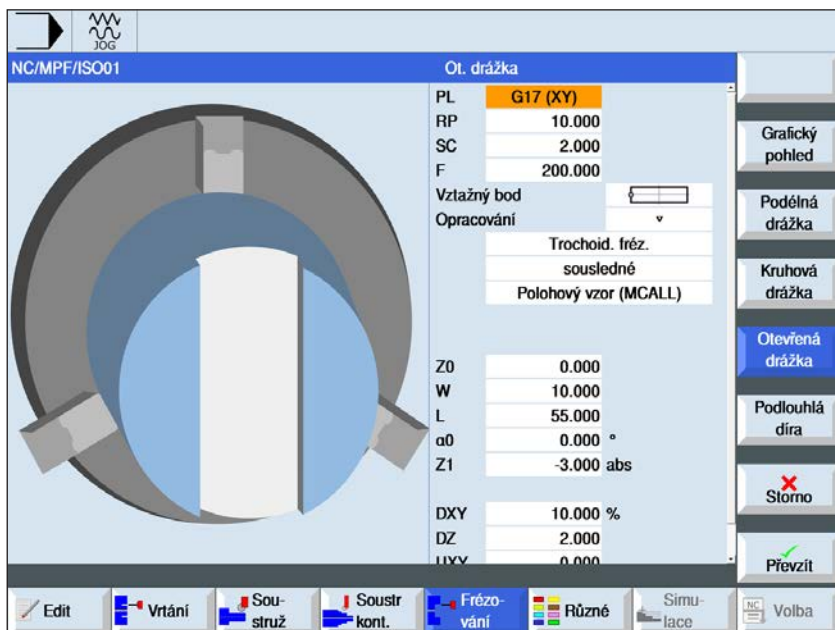 JOG
NC/MPF/ISO01
Ot. drážka
PL G17 (XY)
RP 10.000
SC 2.000
F 200.000
Vztažný bod
Opracování ▿
Trochoid. fréz.
sousledné
Polohový vzor (MCALL)
Z0 0.000
W 10.000
L 55.000
α0 0.000 °
Z1 -3.000 abs
DXY 10.000 %
DZ 2.000
UXY 0.000
Grafický
pohled
Podélná
drážka
Kruhová
drážka
Otevřená
drážka
Podlouhlá
díra
Storno
Převzít
Edit
Vrtání
Sou-
struž
Soustr
kont.
Frézo-
vání
Různé
Simu-
lace
NC
Volba